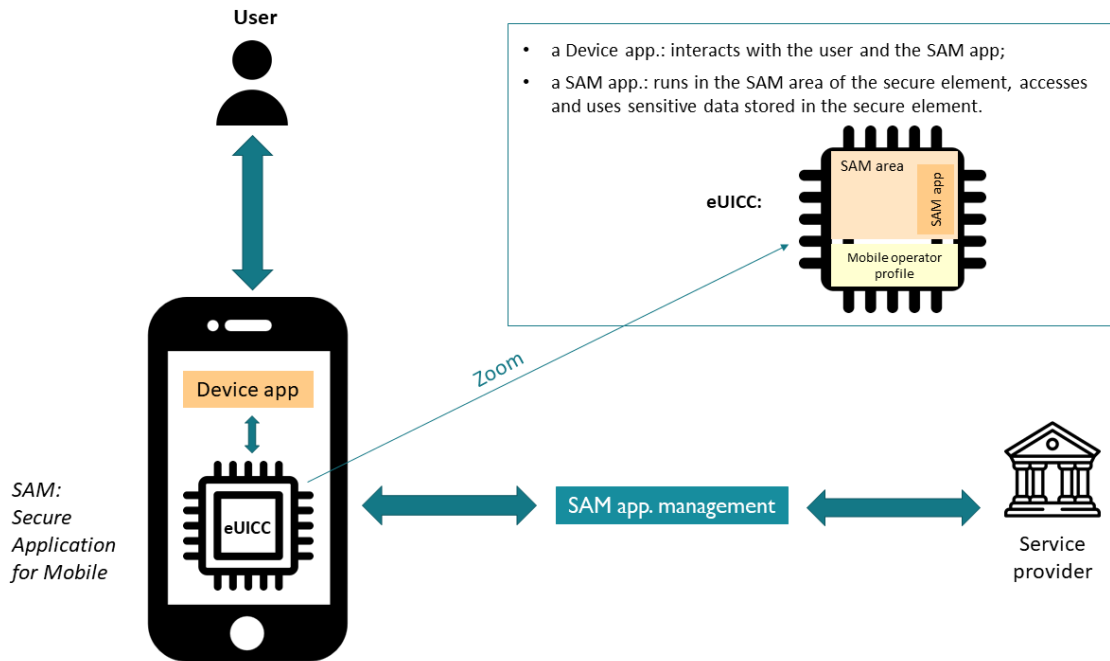 User
• a Device app.: interacts with the user and the SAM app;
• a SAM app.: runs in the SAM area of the secure element, accesses
and uses sensitive data stored in the secure element.
SAM area
SAM app
eUICC:
Mobile operator
profile
Zoom
Device app
eUICC
SAM:
Secure
Application
for Mobile
SAM app. management
Service
provider